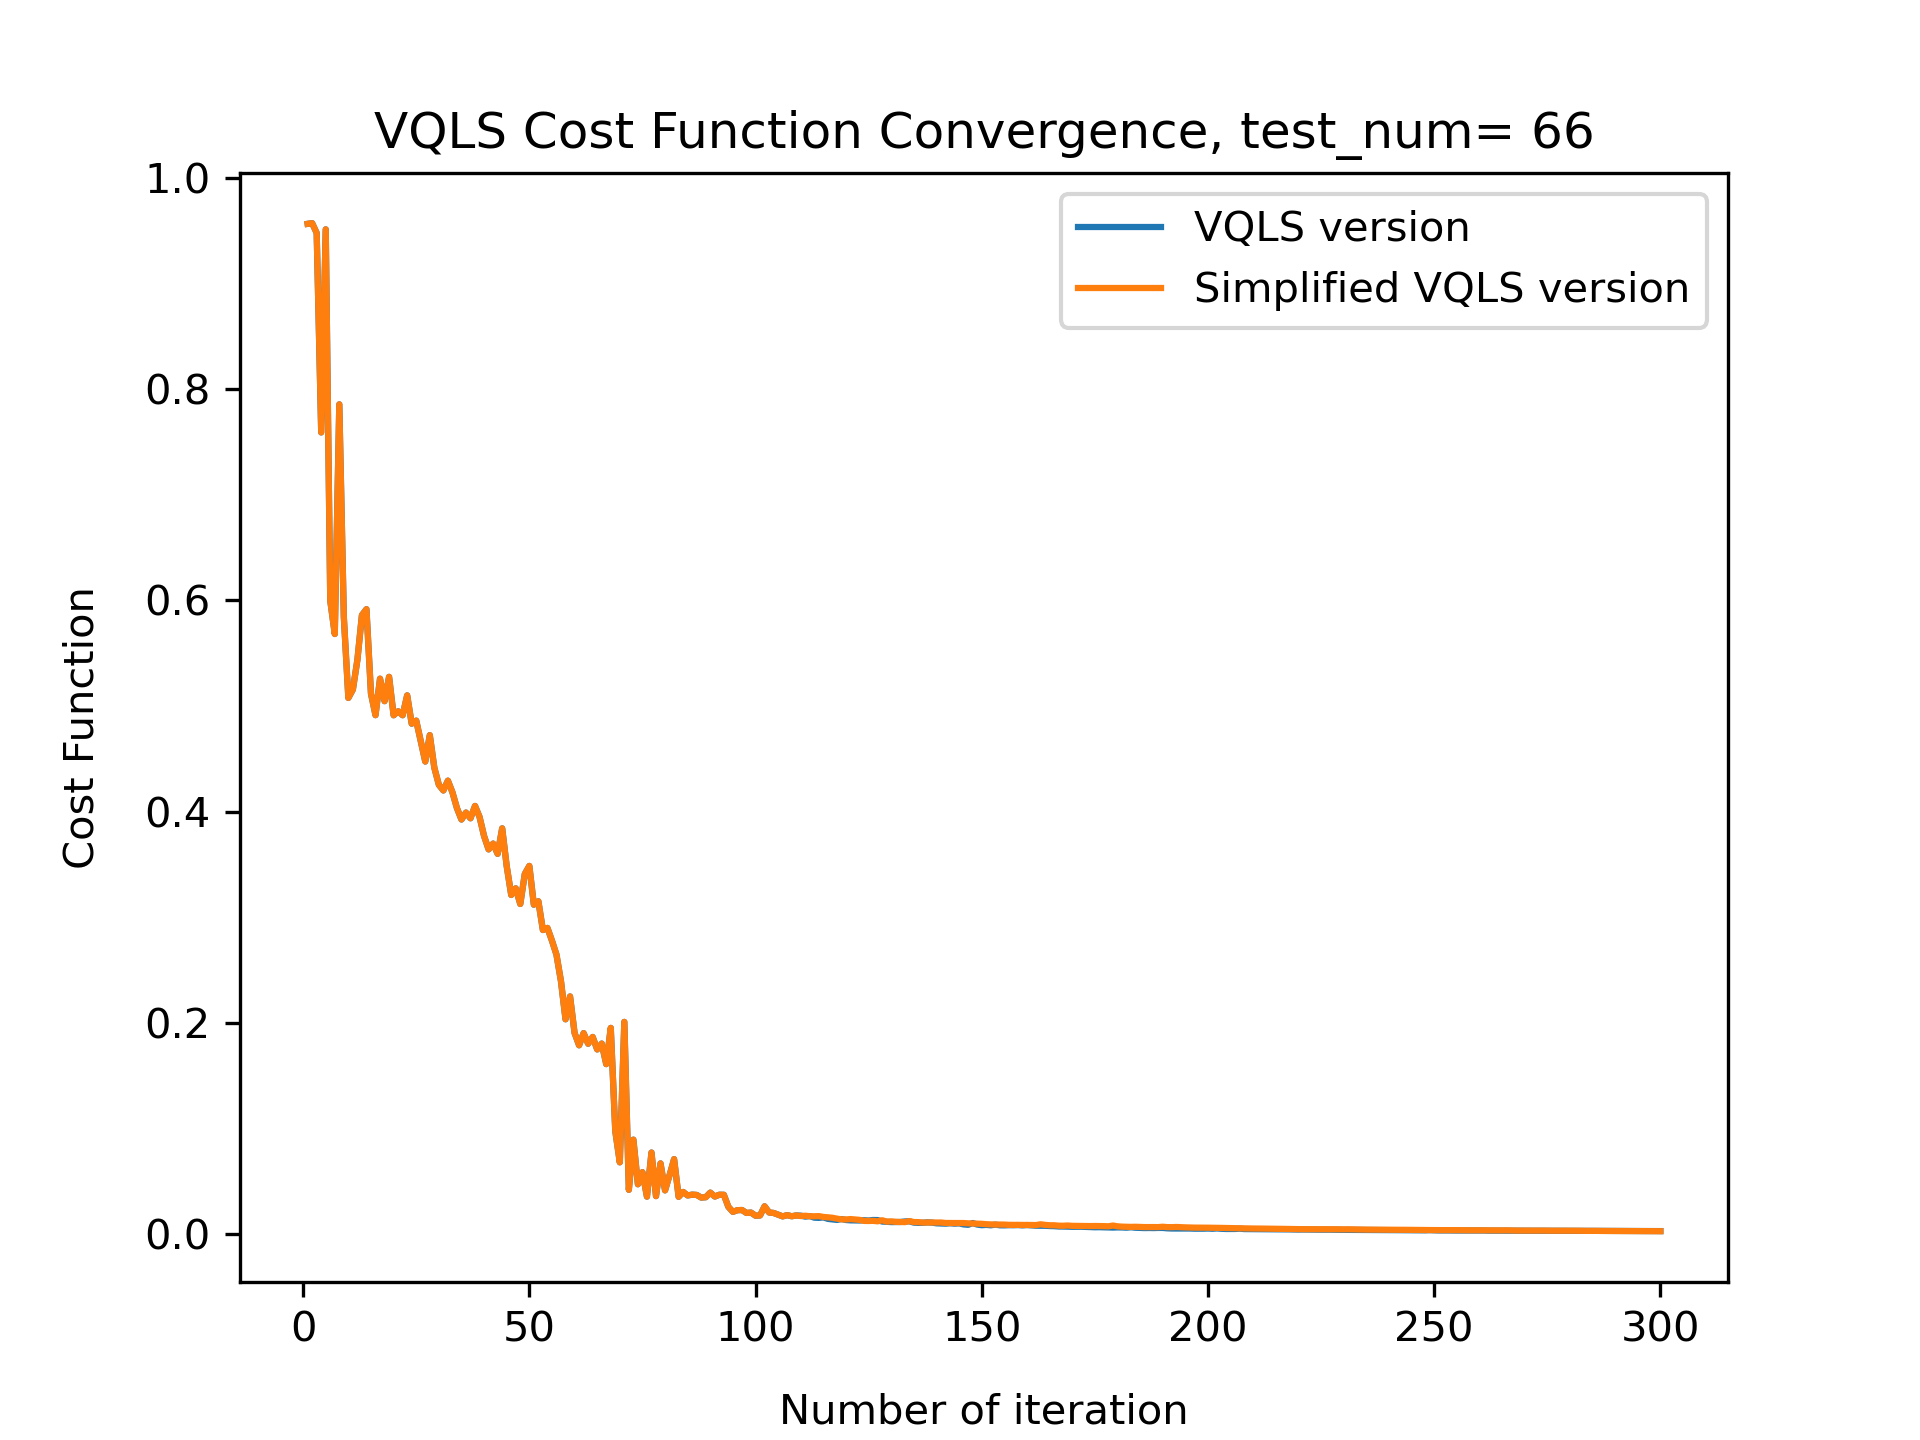 VQLS Cost Function Convergence, test_num= 66
VQLS version
Simplified VQLS version
Cost Function
1.0
0.8
0.6
0.4
0.2
0.0
0 50 100 150 200 250 300
Number of iteration